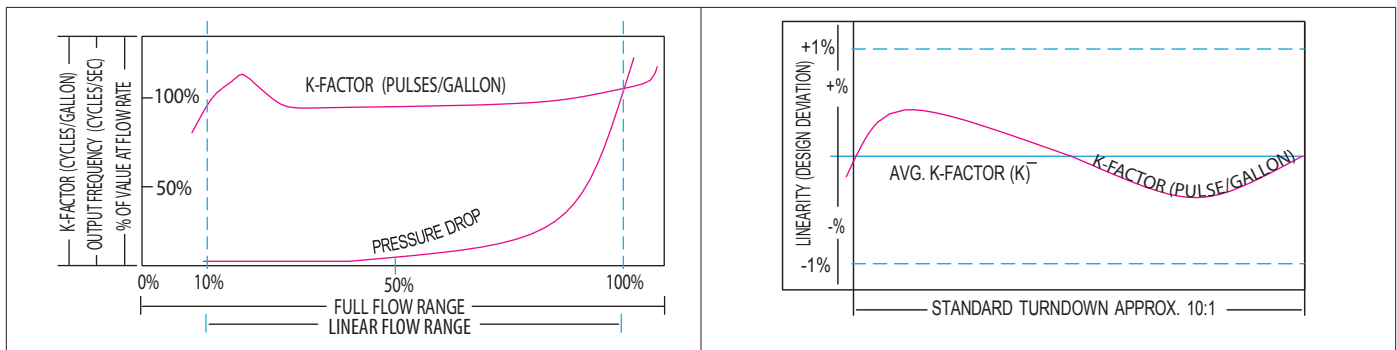 K-FACTOR (CYCLES/GALLON)
OUTPUT FREQUENCY (CYCLES/SEC)
% OF VALUE AT FLOW RATE
100%
50%
K-FACTOR (PULSES/GALLON)
PRESSURE DROP
0%
10%
50%
100%
FULL FLOW RANGE
LINEAR FLOW RANGE
LINEARITY (DESIGN DEVIATION)
+1%
+%
-%
-1%
AVG. K-FACTOR (K)¯
K-FACTOR (PULSE/GALLON)
STANDARD TURNDOWN APPROX. 10:1